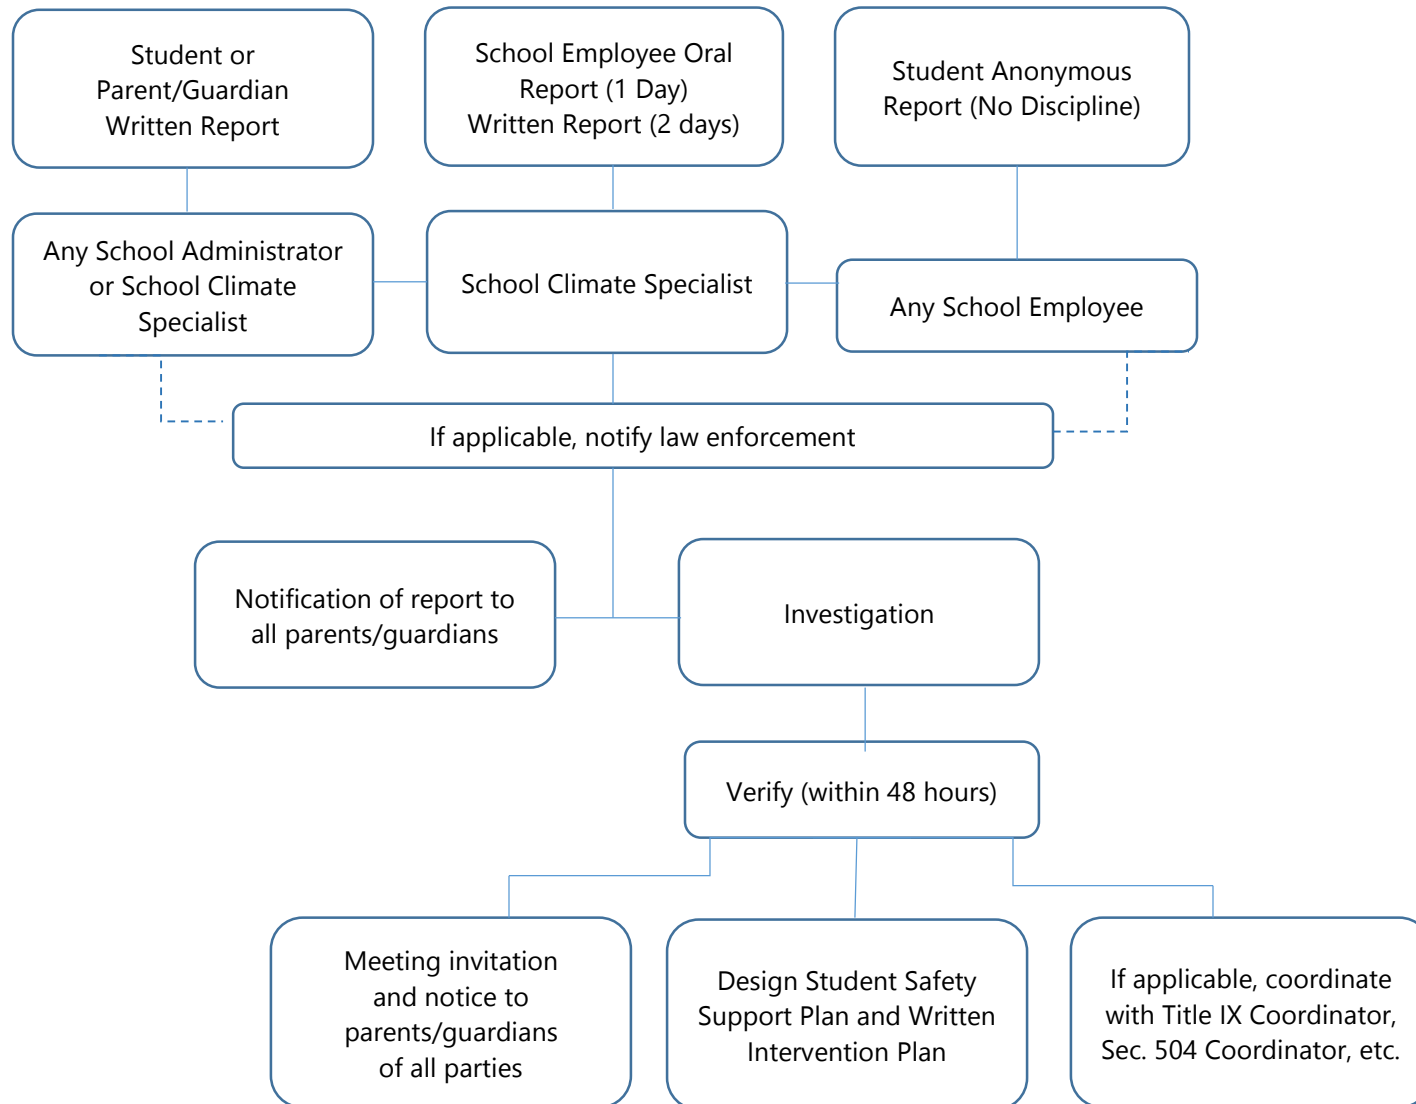 Student or
Parent/Guardian
Written Report
School Employee Oral
Report (1 Day)
Written Report (2 days)
Student Anonymous
Report (No Discipline)
Any School Administrator
or School Climate
Specialist
School Climate Specialist
Any School Employee
If applicable, notify law enforcement
Notification of report to
all parents/guardians
Investigation
Verify (within 48 hours)
Meeting invitation
and notice to
parents/guardians
of all parties
Design Student Safety
Support Plan and Written
Intervention Plan
If applicable, coordinate
with Title IX Coordinator,
Sec. 504 Coordinator, etc.